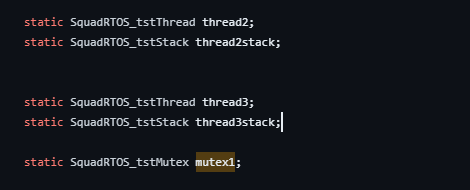 static SquadRTOS_tstThread thread2;
static SquadRTOS_tstStack thread2stack;
static SquadRTOS_tstThread thread3;
static SquadRTOS_tstStack thread3stack;
static SquadRTOS_tstMutex mutex1;